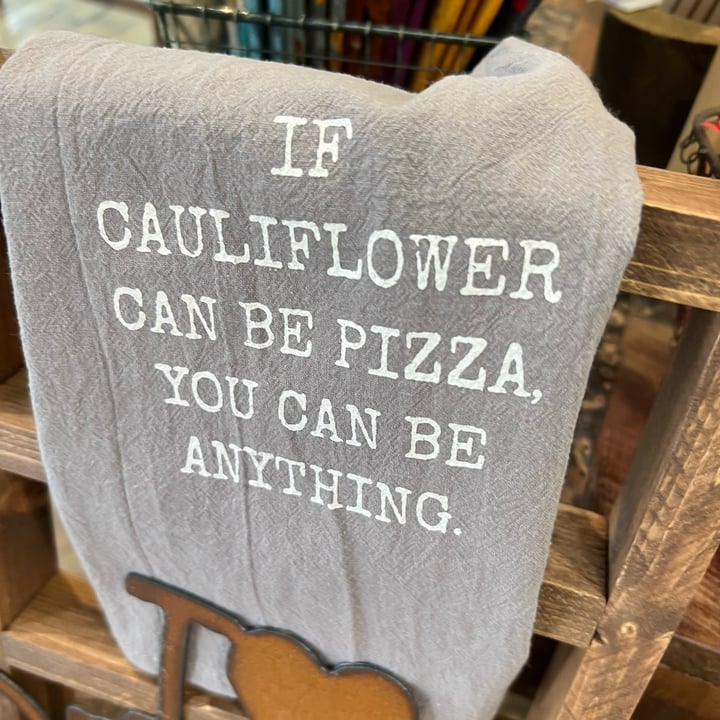 IF
CAULIFLOWER
CAN BE PIZZA,
YOU CAN BE
ANYTHING.
I